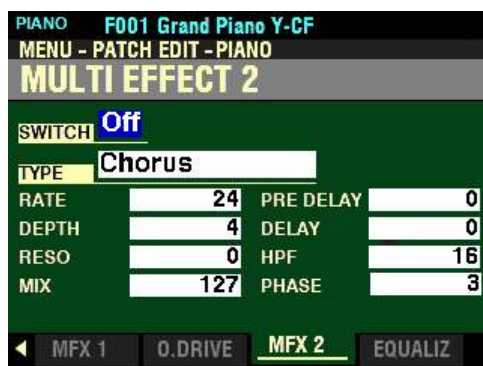 PIANO F001 Grand Piano Y-CF
MENU - PATCH EDIT - PIANO
MULTI EFFECT 2
SWITCH Off
TYPE Chorus
RATE 24 PRE DELAY 0
DEPTH 4 DELAY 0
RESO 0 HPF 16
MIX 127 PHASE 3
MFX 1 O.DRIVE MFX 2 EQUALIZ